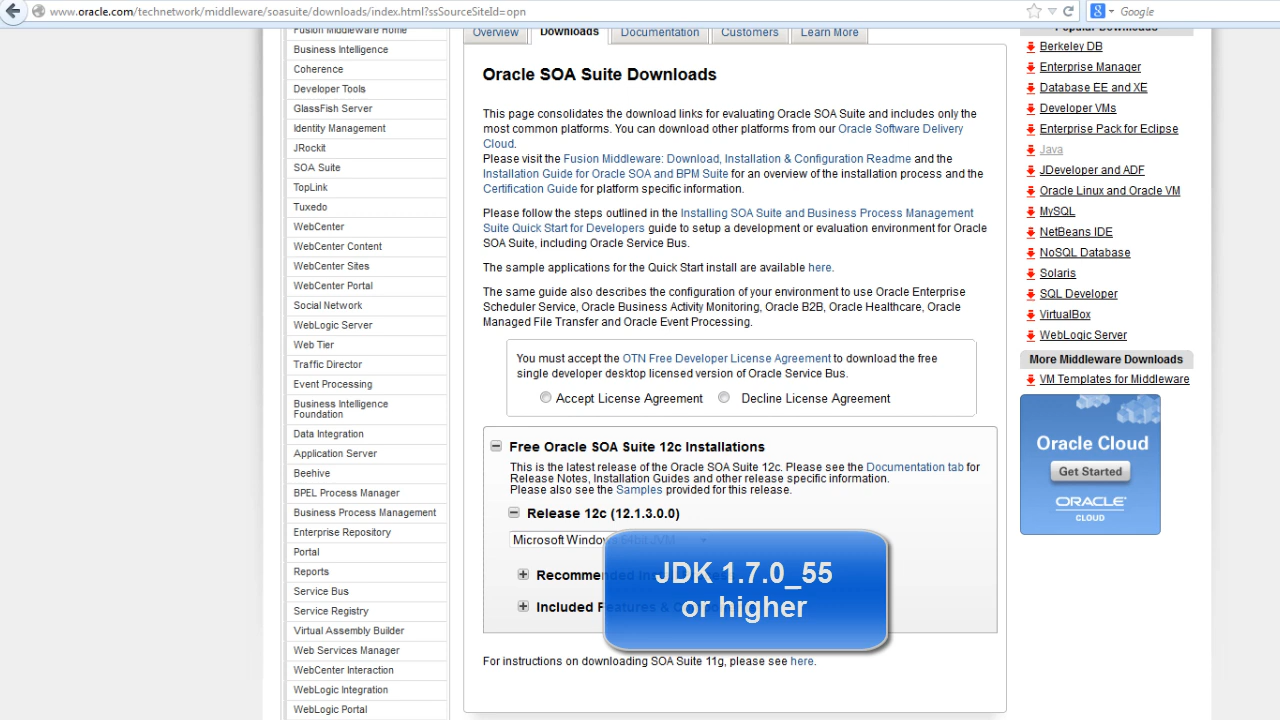 www.oracle.com/technetwork/middleware/soasuite/downloads/index.html?ssSourceSiteId=opn
Google
Fusion Middleware Home
Business Intelligence
Coherence
Developer Tools
GlassFish Server
Identity Management
JRockit
SOA Suite
TopLink
Tuxedo
WebCenter
WebCenter Content
WebCenter Sites
WebCenter Portal
Social Network
WebLogic Server
Web Tier
Traffic Director
Event Processing
Business Intelligence
Foundation
Data Integration
Application Server
Beehive
BPEL Process Manager
Business Process Management
Enterprise Repository
Portal
Reports
Service Bus
Service Registry
Virtual Assembly Builder
Web Services Manager
WebCenter Interaction
WebLogic Integration
WebLogic Portal
Overview Downloads Documentation Customers Learn More
Oracle SOA Suite Downloads
This page consolidates the download links for evaluating Oracle SOA Suite and includes only the
most common platforms. You can download other platforms from our Oracle Software Delivery
Cloud.
Please visit the Fusion Middleware: Download, Installation & Configuration Readme and the
Installation Guide for Oracle SOA and BPM Suite for an overview of the installation process and the
Certification Guide for platform specific information.
Please follow the steps outlined in the Installing SOA Suite and Business Process Management
Suite Quick Start for Developers guide to setup a development or evaluation environment for Oracle
SOA Suite, including Oracle Service Bus.
The sample applications for the Quick Start install are available here.
The same guide also describes the configuration of your environment to use Oracle Enterprise
Scheduler Service, Oracle Business Activity Monitoring, Oracle B2B, Oracle Healthcare, Oracle
Managed File Transfer and Oracle Event Processing.
You must accept the OTN Free Developer License Agreement to download the free
single developer desktop licensed version of Oracle Service Bus.
Accept License Agreement Decline License Agreement
Free Oracle SOA Suite 12c Installations
This is the latest release of the Oracle SOA Suite 12c. Please see the Documentation tab for
Release Notes, Installation Guides and other release specific information.
Please also see the Samples provided for this release.
Release 12c (12.1.3.0.0)
Microsoft Windows 64bit JVM
Recommended
Included Features &
JDK 1.7.0_55
or higher
For instructions on downloading SOA Suite 11g, please see here.
Popular Downloads
Berkeley DB
Enterprise Manager
Database EE and XE
Developer VMs
Enterprise Pack for Eclipse
Java
JDeveloper and ADF
Oracle Linux and Oracle VM
MySQL
NetBeans IDE
NoSQL Database
Solaris
SQL Developer
VirtualBox
WebLogic Server
More Middleware Downloads
VM Templates for Middleware
Oracle Cloud
Get Started
ORACLE
CLOUD